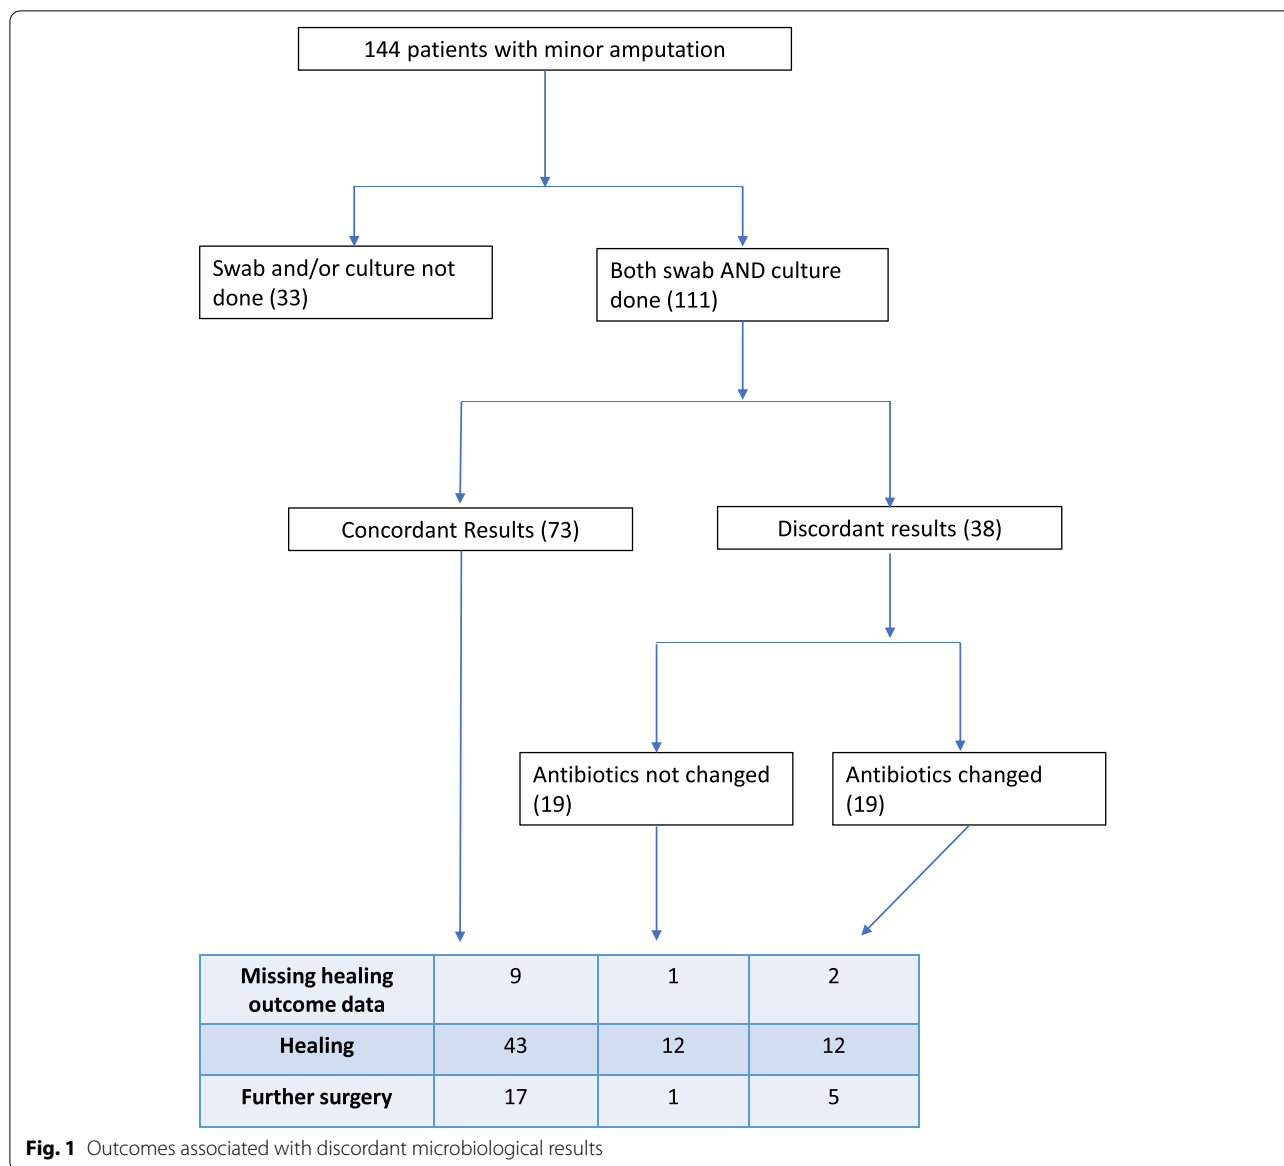 144 patients with minor amputation
Swab and/or culture not
done (33)
Both swab AND culture
done (111)
Concordant Results (73)
Discordant results (38)
Antibiotics not changed
(19)
Antibiotics changed
(19)
Missing healing
outcome data
9
1
2
Healing
43
12
12
Further surgery
17
1
5
Fig. 1 Outcomes associated with discordant microbiological results